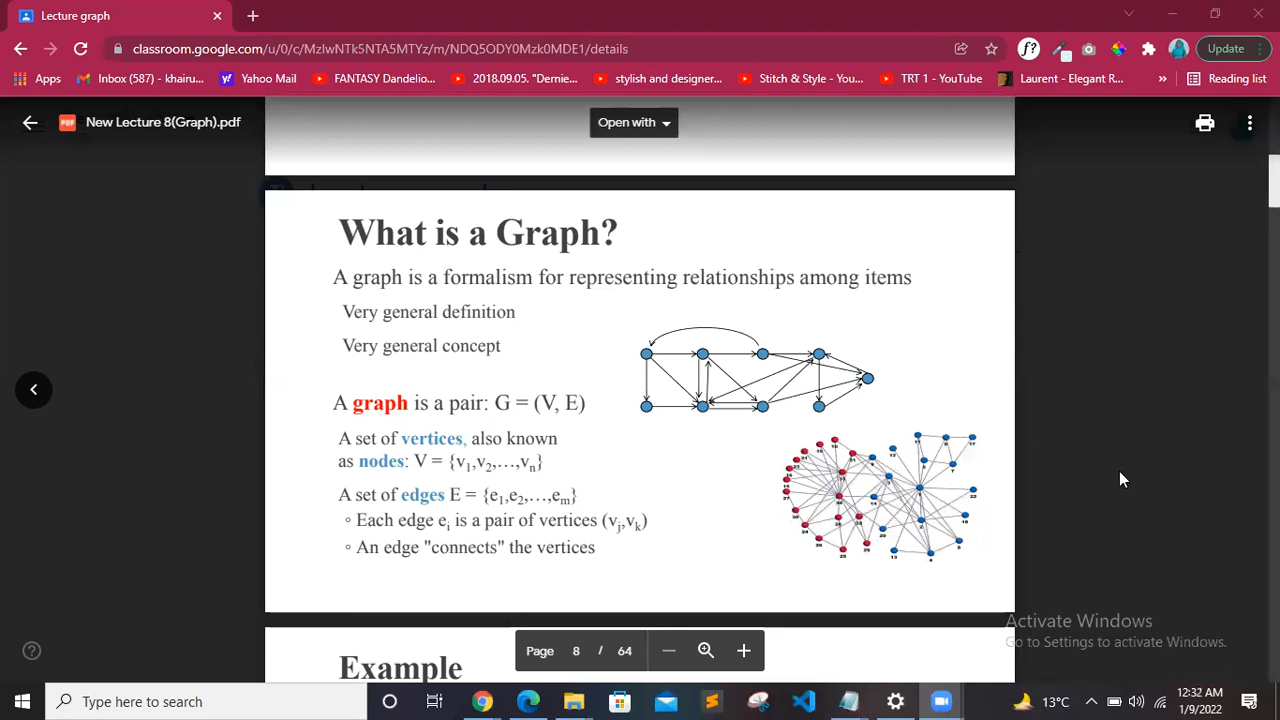 Lecture graph
classroom.google.com/u/0/c/MzIwNTk5NTA5MTYz/m/NDQ5ODY0Mzk0MDE1/details
Update
Apps
Inbox (587) - khairu...
Yahoo Mail
FANTASY Dandelio...
2018.09.05. "Dernie...
stylish and designer...
Stitch & Style - You...
TRT 1 - YouTube
Laurent - Elegant R...
»
Reading list
PDF
New Lecture 8(Graph).pdf
Open with
What is a Graph?
A graph is a formalism for representing relationships among items
Very general definition
Very general concept
A graph is a pair: G = (V, E)
A set of vertices, also known
as nodes: V = {v1,v2,…,vn}
A set of edges E = {e1,e2,…,em}
◦ Each edge ei is a pair of vertices (vj,vk)
◦ An edge "connects" the vertices
Example
Page 8 / 64
Activate Windows
Go to Settings to activate Windows.
Type here to search
13°C
12:32 AM
1/9/2022